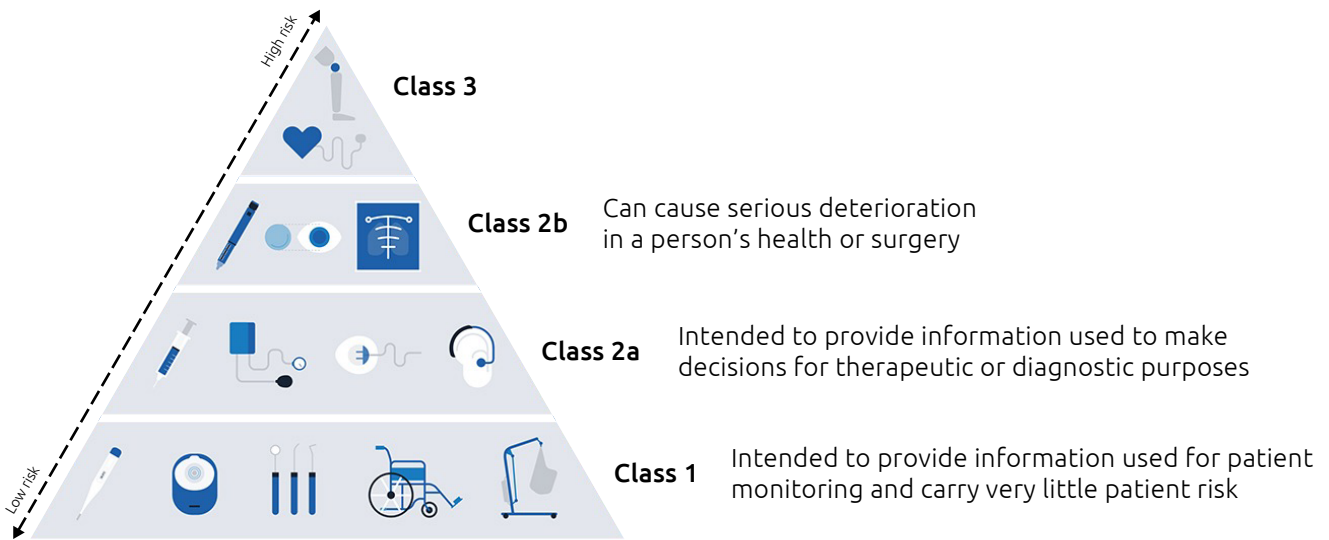 High risk
Class 3
Class 2b
Can cause serious deterioration
in a person's health or surgery
Class 2a
Intended to provide information used to make
decisions for therapeutic or diagnostic purposes
Class 1
Intended to provide information used for patient
monitoring and carry very little patient risk
Low risk